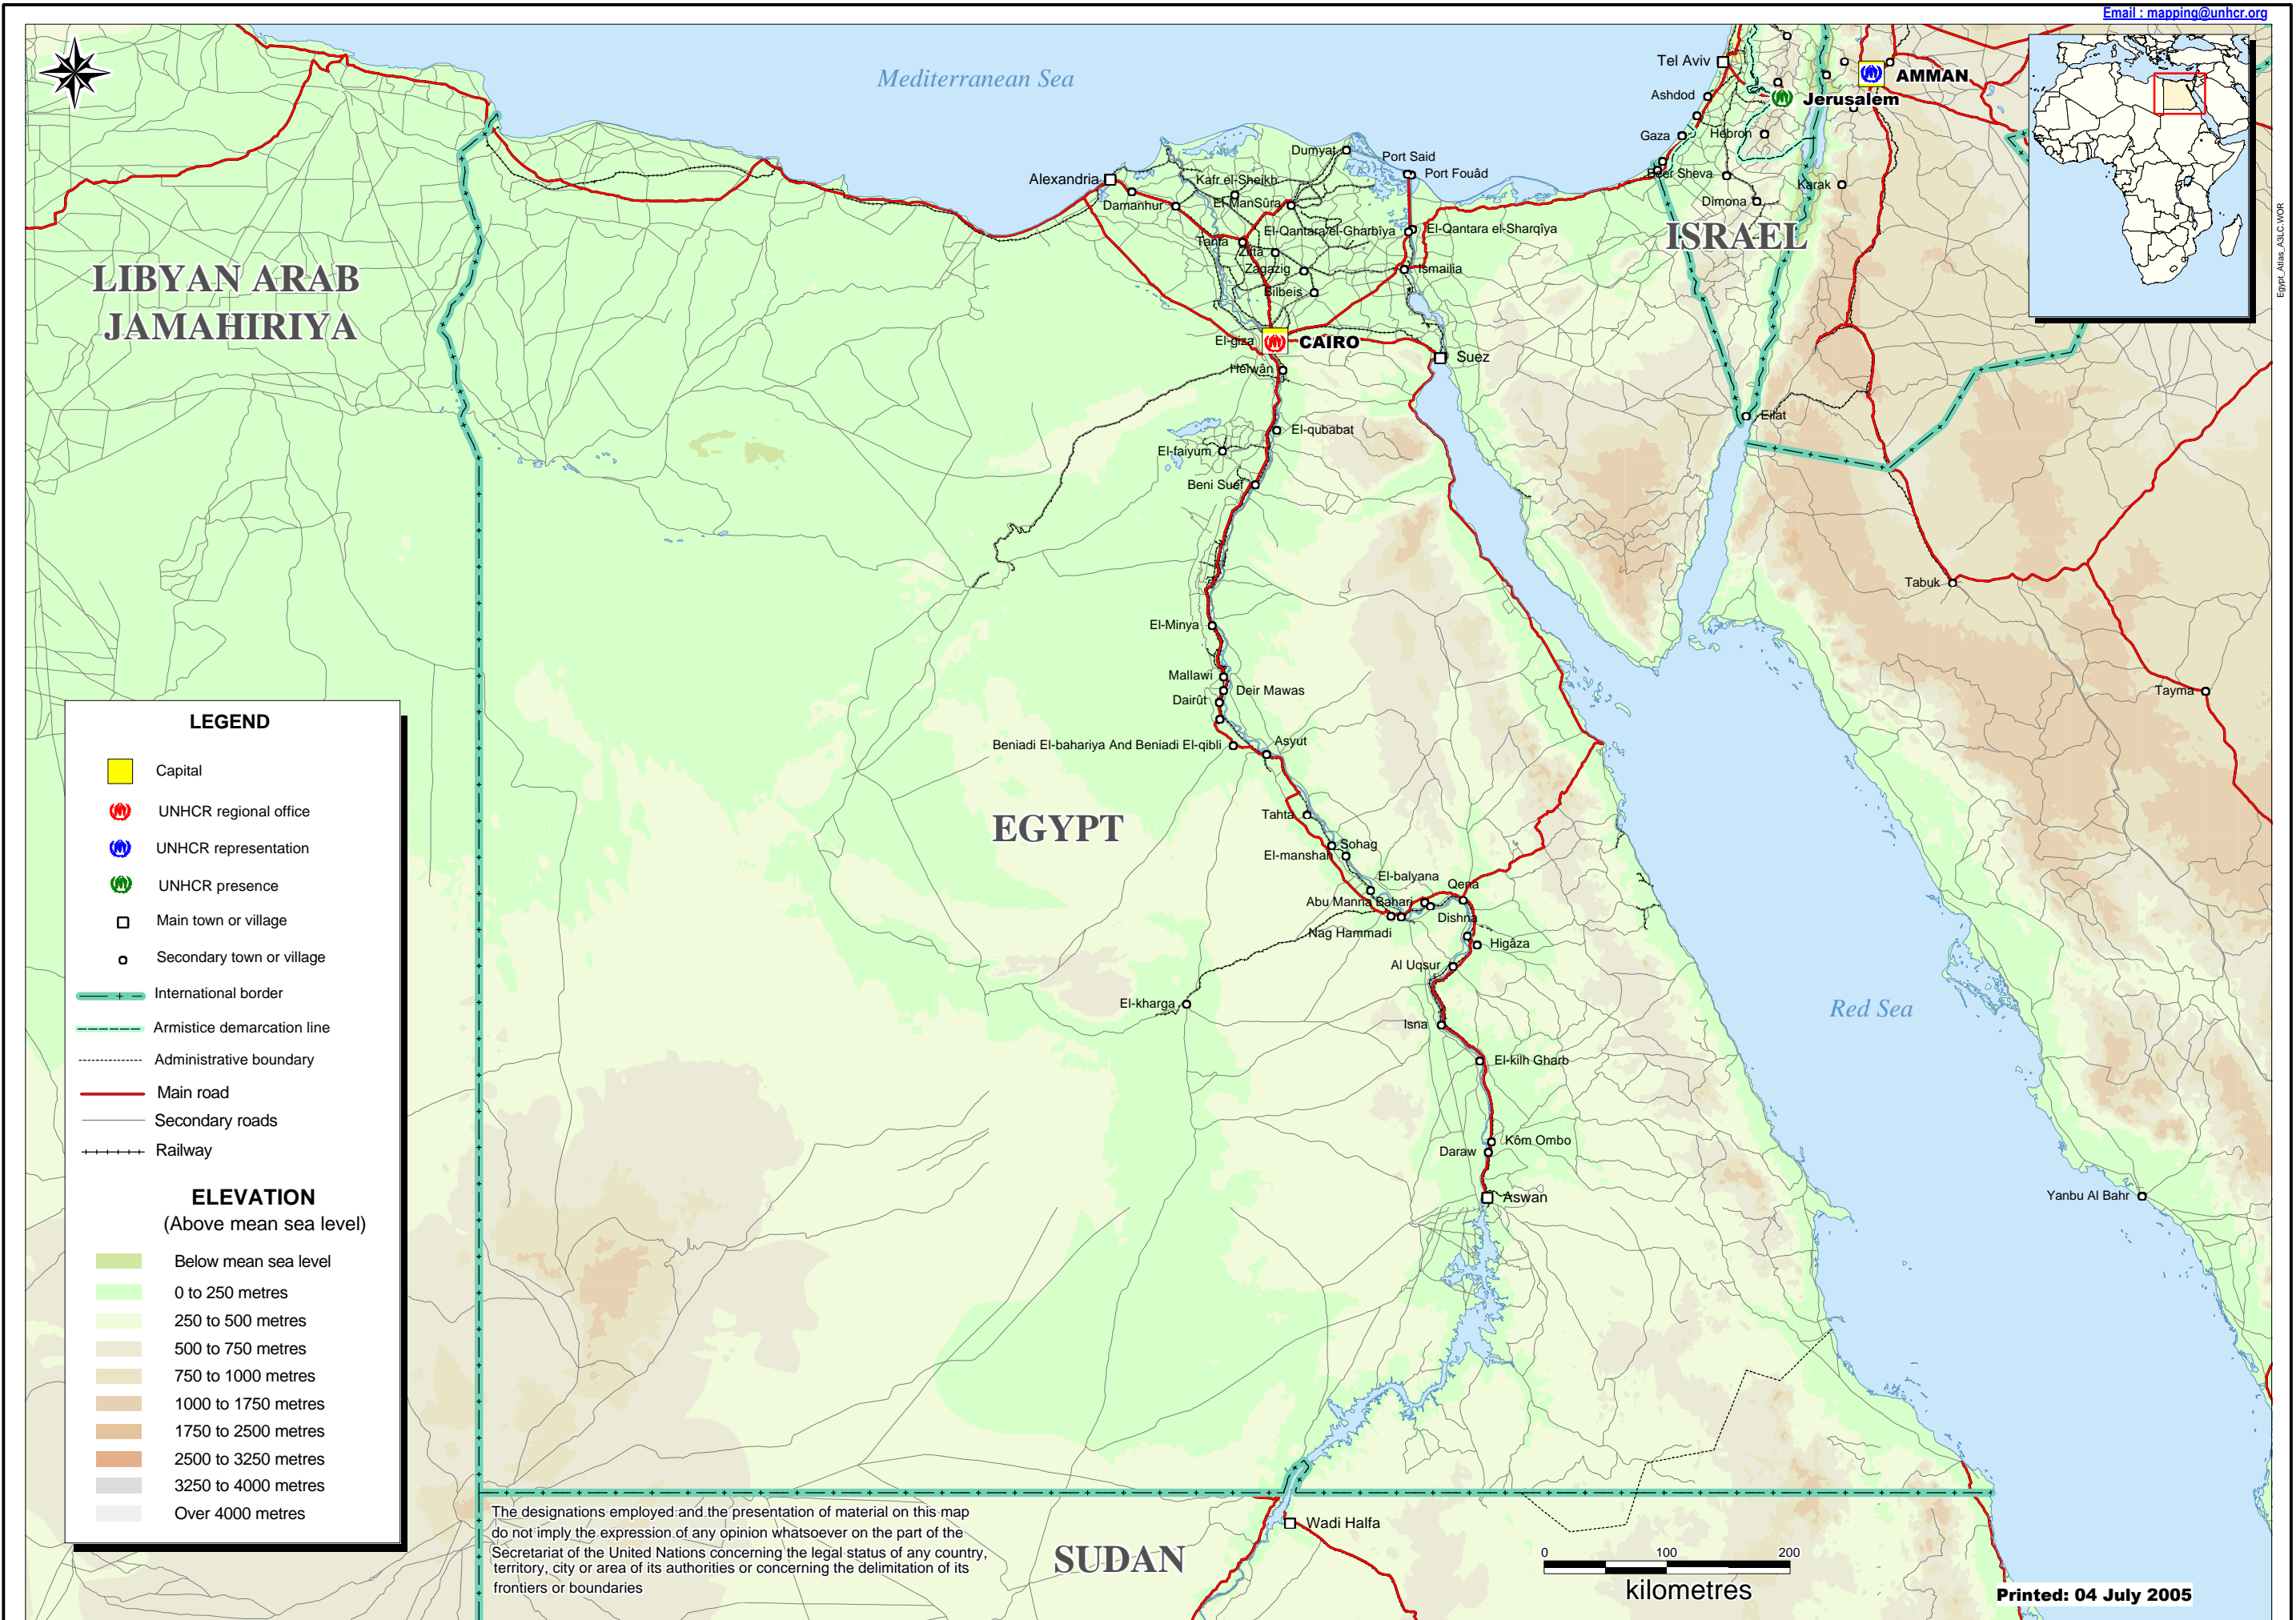 Email : mapping@unhcr.org
Mediterranean Sea
Tel Aviv
AMMAN
Ashdod
Jerusalem
Gaza
Hebron
Dumyat
Port Said
Port Fouâd
Beer Sheva
Karak
Alexandria
Kafr el-Sheikh
Damanhur
El-ManSûra
Dimona
El-Qantara el-Gharbîya
El-Qantara el-Sharqîya
ISRAEL
Tanta
Zifta
Zagazig
Ismailia
Bilbeis
Egypt_Atlas_A3LC.WOR
LIBYAN ARAB
JAMAHIRIYA
El-giza
CAIRO
Suez
Helwân
Eilat
El-qubabat
El-faiyum
Beni Suef
Tabuk
El-Minya
Mallawi
Deir Mawas
Dairût
Tayma
Beniadi El-bahariya And Beniadi El-qibli
Asyut
EGYPT
Tahta
Sohag
El-manshah
El-balyana
Qena
Abu Manna Bahari
Dishna
Nag Hammadi
Higâza
Al Uqsur
El-kharga
Isna
Red Sea
El-kilh Gharb
Kôm Ombo
Daraw
Aswan
Yanbu Al Bahr
LEGEND
Capital
UNHCR regional office
UNHCR representation
UNHCR presence
Main town or village
Secondary town or village
International border
Armistice demarcation line
Administrative boundary
Main road
Secondary roads
Railway
ELEVATION
(Above mean sea level)
Below mean sea level
0 to 250 metres
250 to 500 metres
500 to 750 metres
750 to 1000 metres
1000 to 1750 metres
1750 to 2500 metres
2500 to 3250 metres
3250 to 4000 metres
Over 4000 metres
The designations employed and the presentation of material on this map
do not imply the expression of any opinion whatsoever on the part of the
Secretariat of the United Nations concerning the legal status of any country,
territory, city or area of its authorities or concerning the delimitation of its
frontiers or boundaries
Wadi Halfa
SUDAN
0 100 200
kilometres
Printed: 04 July 2005